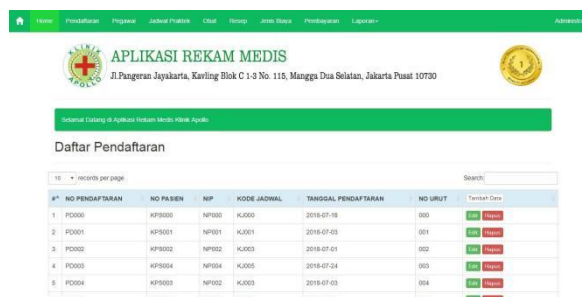 Home Pendaftaran Pegawai Jadwal Praktek Obat Resep Jenis Biaya Pembayaran Laporan
KLINIK
APOLLO
APLIKASI REKAM MEDIS
Jl.Pangeran Jayakarta, Kavling Blok C 1-3 No. 115, Mangga Dua Selatan, Jakarta Pusat 10730
1
Selamat Datang di Aplikasi Rekam Medis Klinik Apollo
Daftar Pendaftaran
10 records per page Search:
# NO PENDAFTARAN NO PASIEN NIP KODE JADWAL TANGGAL PENDAFTARAN NO URUT Tambah Data
1 PD000 KPS000 NP000 KJ000 2018-07-18 000 Edit Hapus
2 PD001 KPS001 NP001 KJ001 2018-07-03 001 Edit Hapus
3 PD002 KPS002 NP002 KJ003 2018-07-01 002 Edit Hapus
4 PD003 KPS004 NP004 KJ005 2018-07-24 003 Edit Hapus
5 PD004 KPS003 NP002 KJ003 2018-07-03 004 Edit Hapus